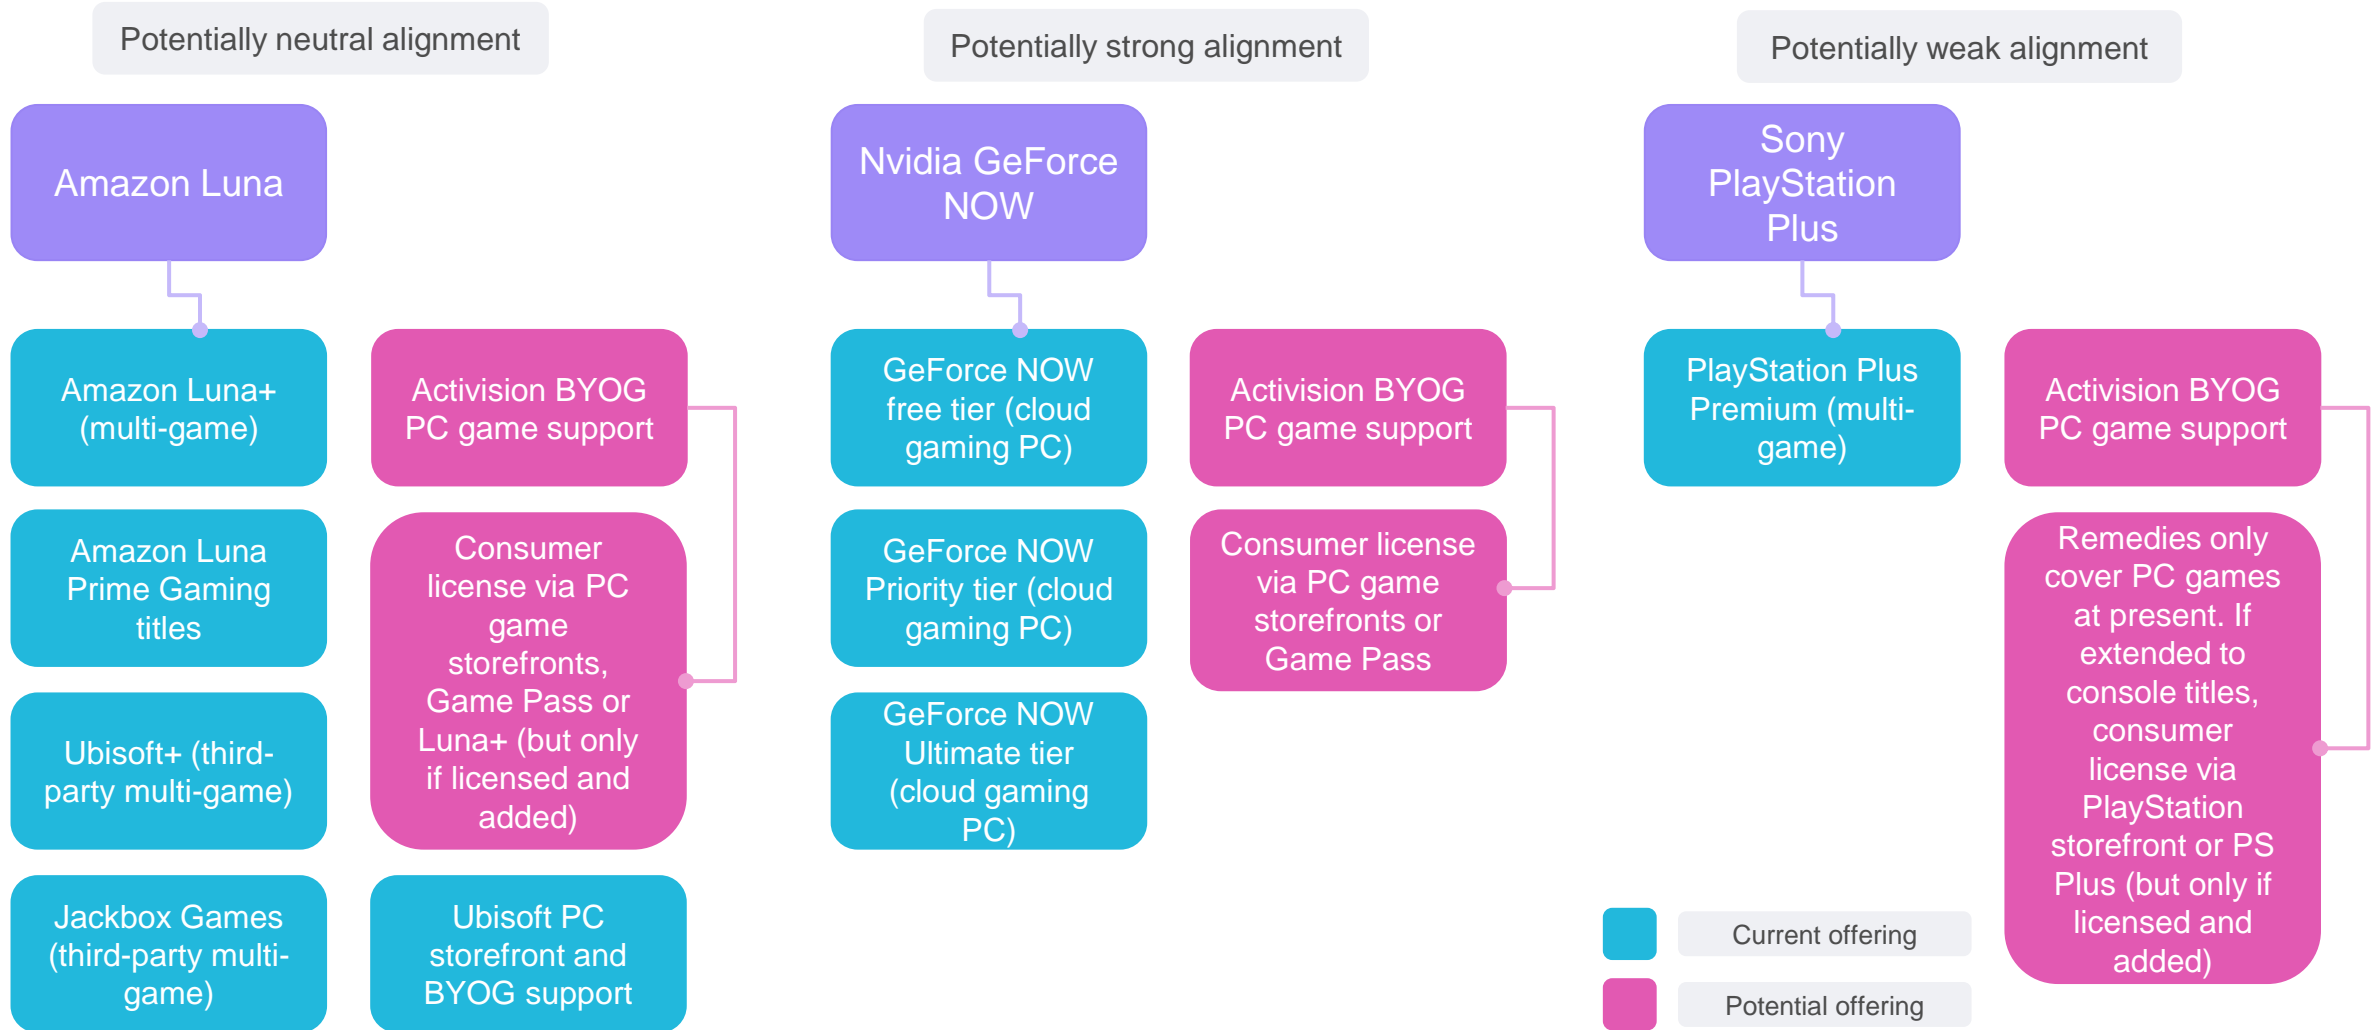 Potentially neutral alignment
Potentially strong alignment
Potentially weak alignment
Amazon Luna
Nvidia GeForce
NOW
Sony
PlayStation
Plus
Amazon Luna+
(multi-game)
Activision BYOG
PC game support
GeForce NOW
free tier (cloud
gaming PC)
Activision BYOG
PC game support
PlayStation Plus
Premium (multi-
game)
Activision BYOG
PC game support
Amazon Luna
Prime Gaming
titles
Consumer
license via PC
game
storefronts,
Game Pass or
Luna+ (but only
if licensed and
added)
GeForce NOW
Priority tier (cloud
gaming PC)
Consumer license
via PC game
storefronts or
Game Pass
Remedies only
cover PC games
at present. If
extended to
console titles,
consumer
license via
PlayStation
storefront or PS
Plus (but only if
licensed and
added)
Ubisoft+ (third-
party multi-game)
GeForce NOW
Ultimate tier
(cloud gaming
PC)
Jackbox Games
(third-party multi-
game)
Ubisoft PC
storefront and
BYOG support
Current offering
Potential offering